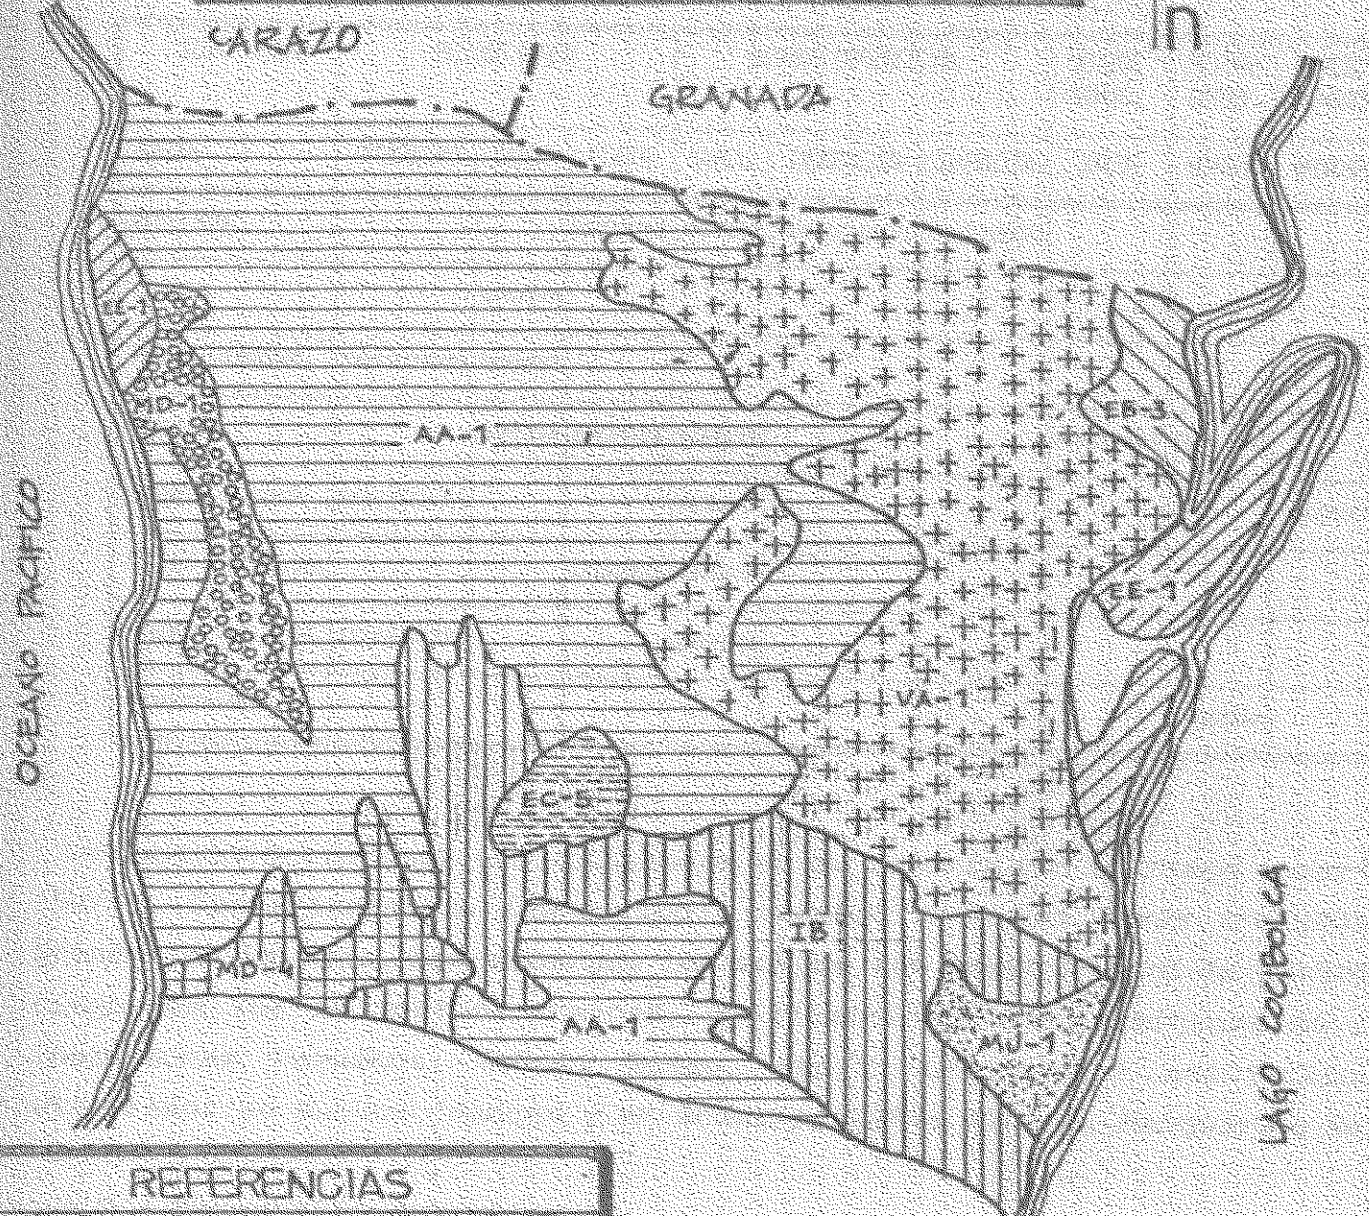 CARAZO
GRANADA
EB-3
MD-1
AA-1
OCEANO PACIFICO
EE-1
VA-1
EC-5
IB
MD-4
AA-1
MJ-1
LAGO COCIBOLCA
REFERENCIAS